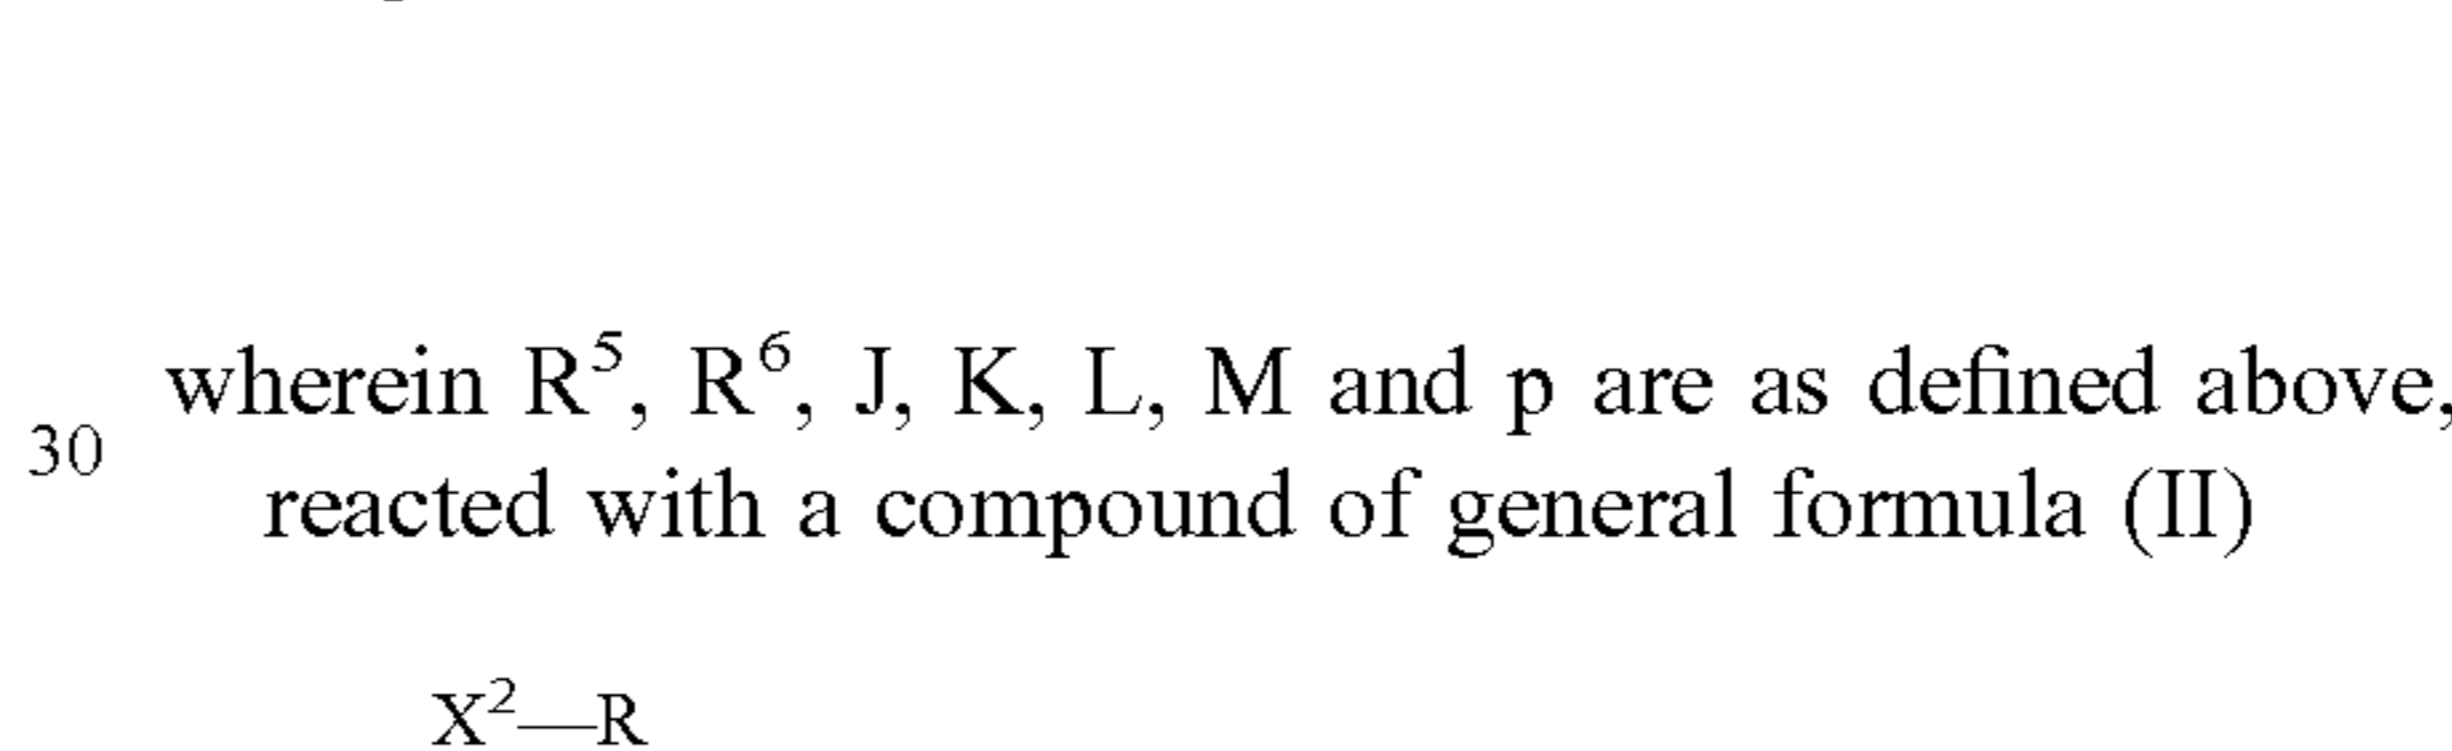 wherein R⁵, R⁶, J, K, L, M and p are as defined above,
30
reacted with a compound of general formula (II)
X²—R